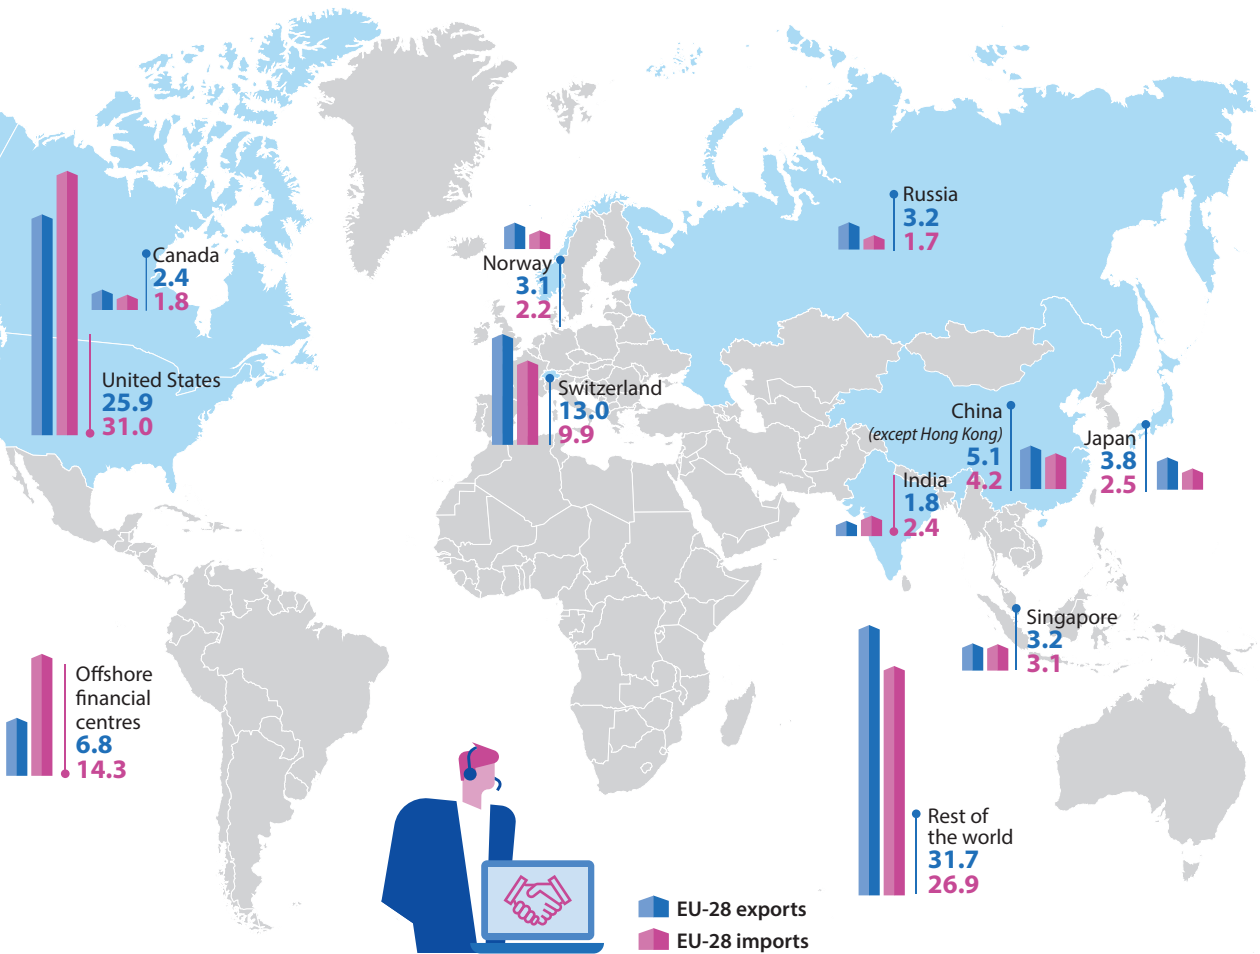 Russia
3.2
1.7
Canada
2.4
1.8
Norway
3.1
2.2
United States
25.9
31.0
Switzerland
13.0
9.9
China
(except Hong Kong)
5.1
4.2
Japan
3.8
2.5
India
1.8
2.4
Singapore
3.2
3.1
Offshore
financial
centres
6.8
14.3
Rest of
the world
31.7
26.9
EU-28 exports
EU-28 imports